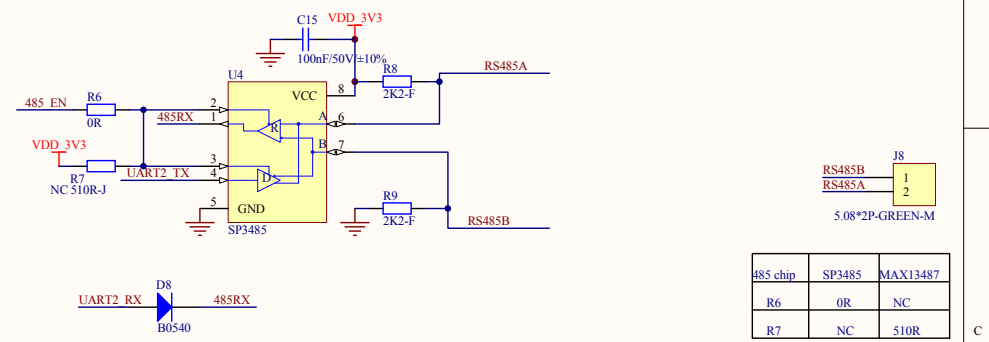 C15
VDD_3V3
100nF/50V/±10%
U4
R8
2K2-F
RS485A
VCC
8
485_EN
R6
0R
2
1
485RX
R
A
6
B
7
VDD_3V3
R7
NC 510R-J
UART2_TX
3
4
D
5
GND
SP3485
R9
2K2-F
RS485B
J8
RS485B
1
RS485A
2
5.08*2P-GREEN-M
D8
UART2_RX
485RX
B0540
485 chip SP3485 MAX13487
R6 0R NC
R7 NC 510R
C